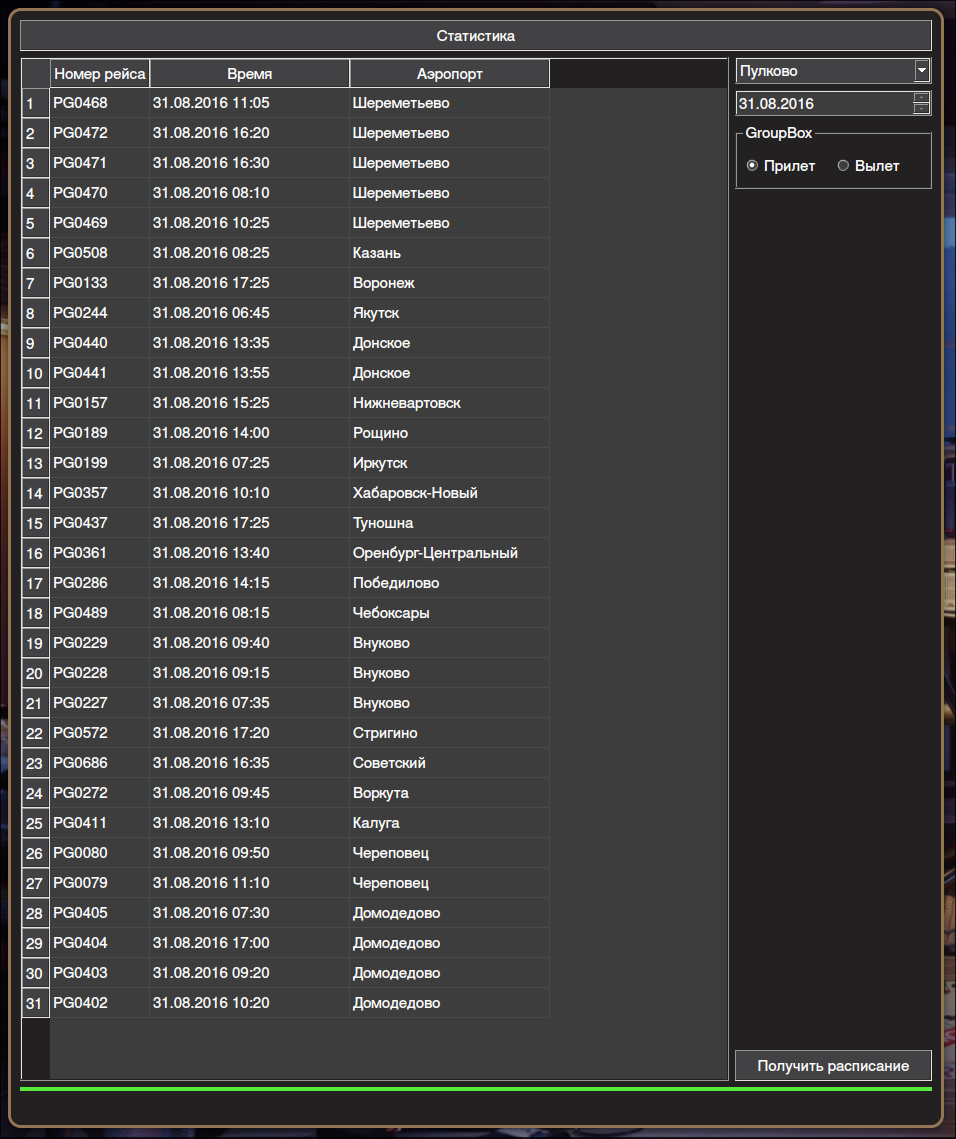 Статистика
Номер рейса Время Аэропорт
1 PG0468 31.08.2016 11:05 Шереметьево
2 PG0472 31.08.2016 16:20 Шереметьево
3 PG0471 31.08.2016 16:30 Шереметьево
4 PG0470 31.08.2016 08:10 Шереметьево
5 PG0469 31.08.2016 10:25 Шереметьево
6 PG0508 31.08.2016 08:25 Казань
7 PG0133 31.08.2016 17:25 Воронеж
8 PG0244 31.08.2016 06:45 Якутск
9 PG0440 31.08.2016 13:35 Донское
10 PG0441 31.08.2016 13:55 Донское
11 PG0157 31.08.2016 15:25 Нижневартовск
12 PG0189 31.08.2016 14:00 Рощино
13 PG0199 31.08.2016 07:25 Иркутск
14 PG0357 31.08.2016 10:10 Хабаровск-Новый
15 PG0437 31.08.2016 17:25 Туношна
16 PG0361 31.08.2016 13:40 Оренбург-Центральный
17 PG0286 31.08.2016 14:15 Победилово
18 PG0489 31.08.2016 08:15 Чебоксары
19 PG0229 31.08.2016 09:40 Внуково
20 PG0228 31.08.2016 09:15 Внуково
21 PG0227 31.08.2016 07:35 Внуково
22 PG0572 31.08.2016 17:20 Стригино
23 PG0686 31.08.2016 16:35 Советский
24 PG0272 31.08.2016 09:45 Воркута
25 PG0411 31.08.2016 13:10 Калуга
26 PG0080 31.08.2016 09:50 Череповец
27 PG0079 31.08.2016 11:10 Череповец
28 PG0405 31.08.2016 07:30 Домодедово
29 PG0404 31.08.2016 17:00 Домодедово
30 PG0403 31.08.2016 09:20 Домодедово
31 PG0402 31.08.2016 10:20 Домодедово
Пулково
31.08.2016
GroupBox
Прилет Вылет
Получить расписание